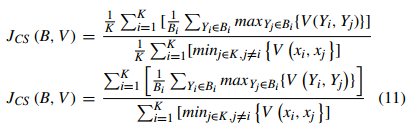 J_{CS} (B, V) = \frac{\frac{1}{K} \sum_{i=1}^{K} [\frac{1}{B_i} \sum_{Y_i \in B_i} max_{Y_j \in B_i} \{V(Y_i, Y_j)\}]}{\frac{1}{K} \sum_{i=1}^{K} [min_{j \in K, j \neq i} \{V (x_i, x_j\}]}
J_{CS} (B, V) = \frac{\sum_{i=1}^{K} [\frac{1}{B_i} \sum_{Y_i \in B_i} max_{Y_j \in B_i} \{V (Y_i, Y_j)\}]}{\sum_{i=1}^{K} [min_{j \in K, j \neq i} \{V (x_i, x_j\}]} (11)